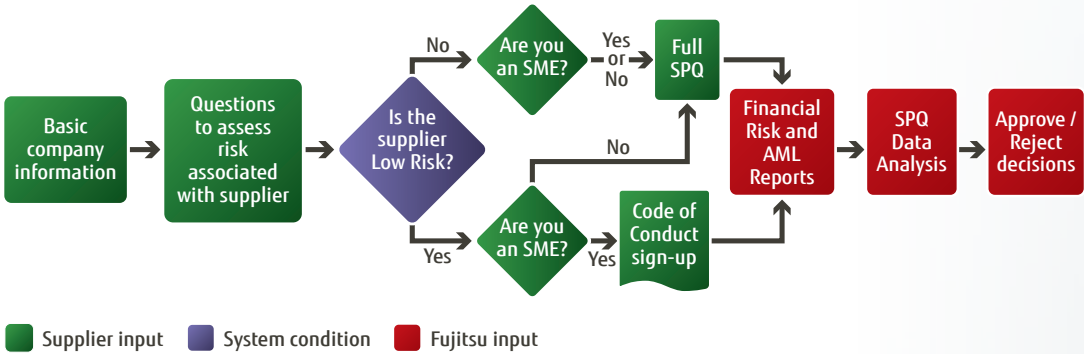 Basic
company
information
Questions
to assess
risk
associated
with supplier
Is the
supplier
Low Risk?
No
Are you
an SME?
Yes
or
No
Full
SPQ
No
Yes
Are you
an SME?
Yes
Code of
Conduct
sign-up
Financial
Risk and
AML
Reports
SPQ
Data
Analysis
Approve /
Reject
decisions
Supplier input
System condition
Fujitsu input